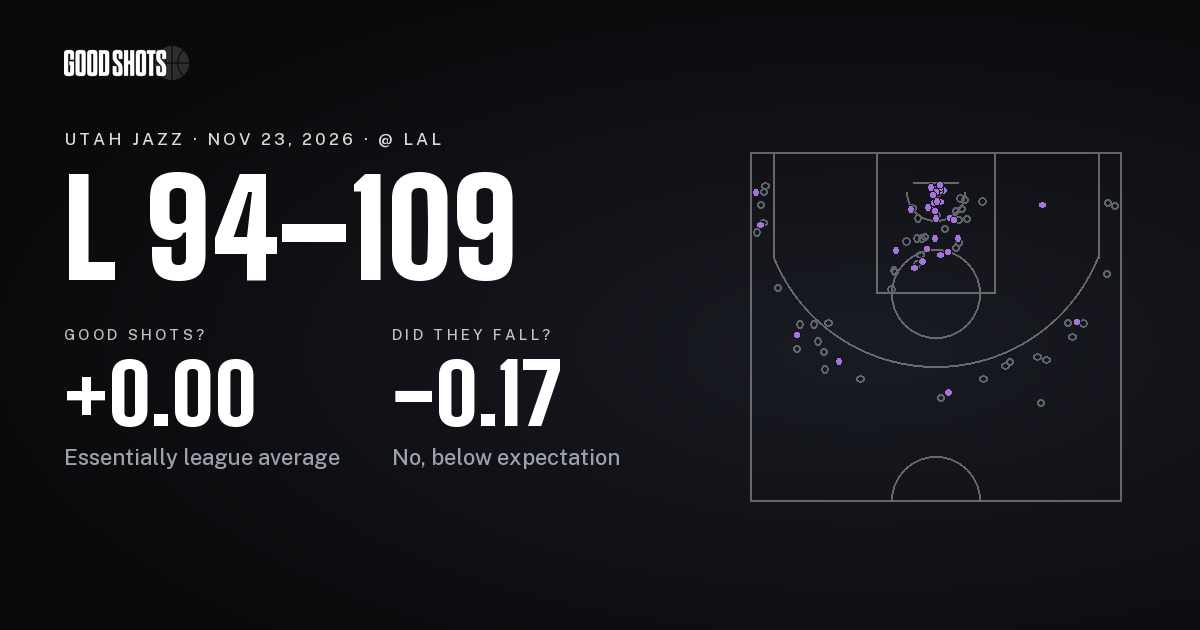 GOOD SHOTS
UTAH JAZZ · NOV 23, 2026 · @ LAL
L 94–109
GOOD SHOTS?
+0.00
Essentially league average
DID THEY FALL?
−0.17
No, below expectation